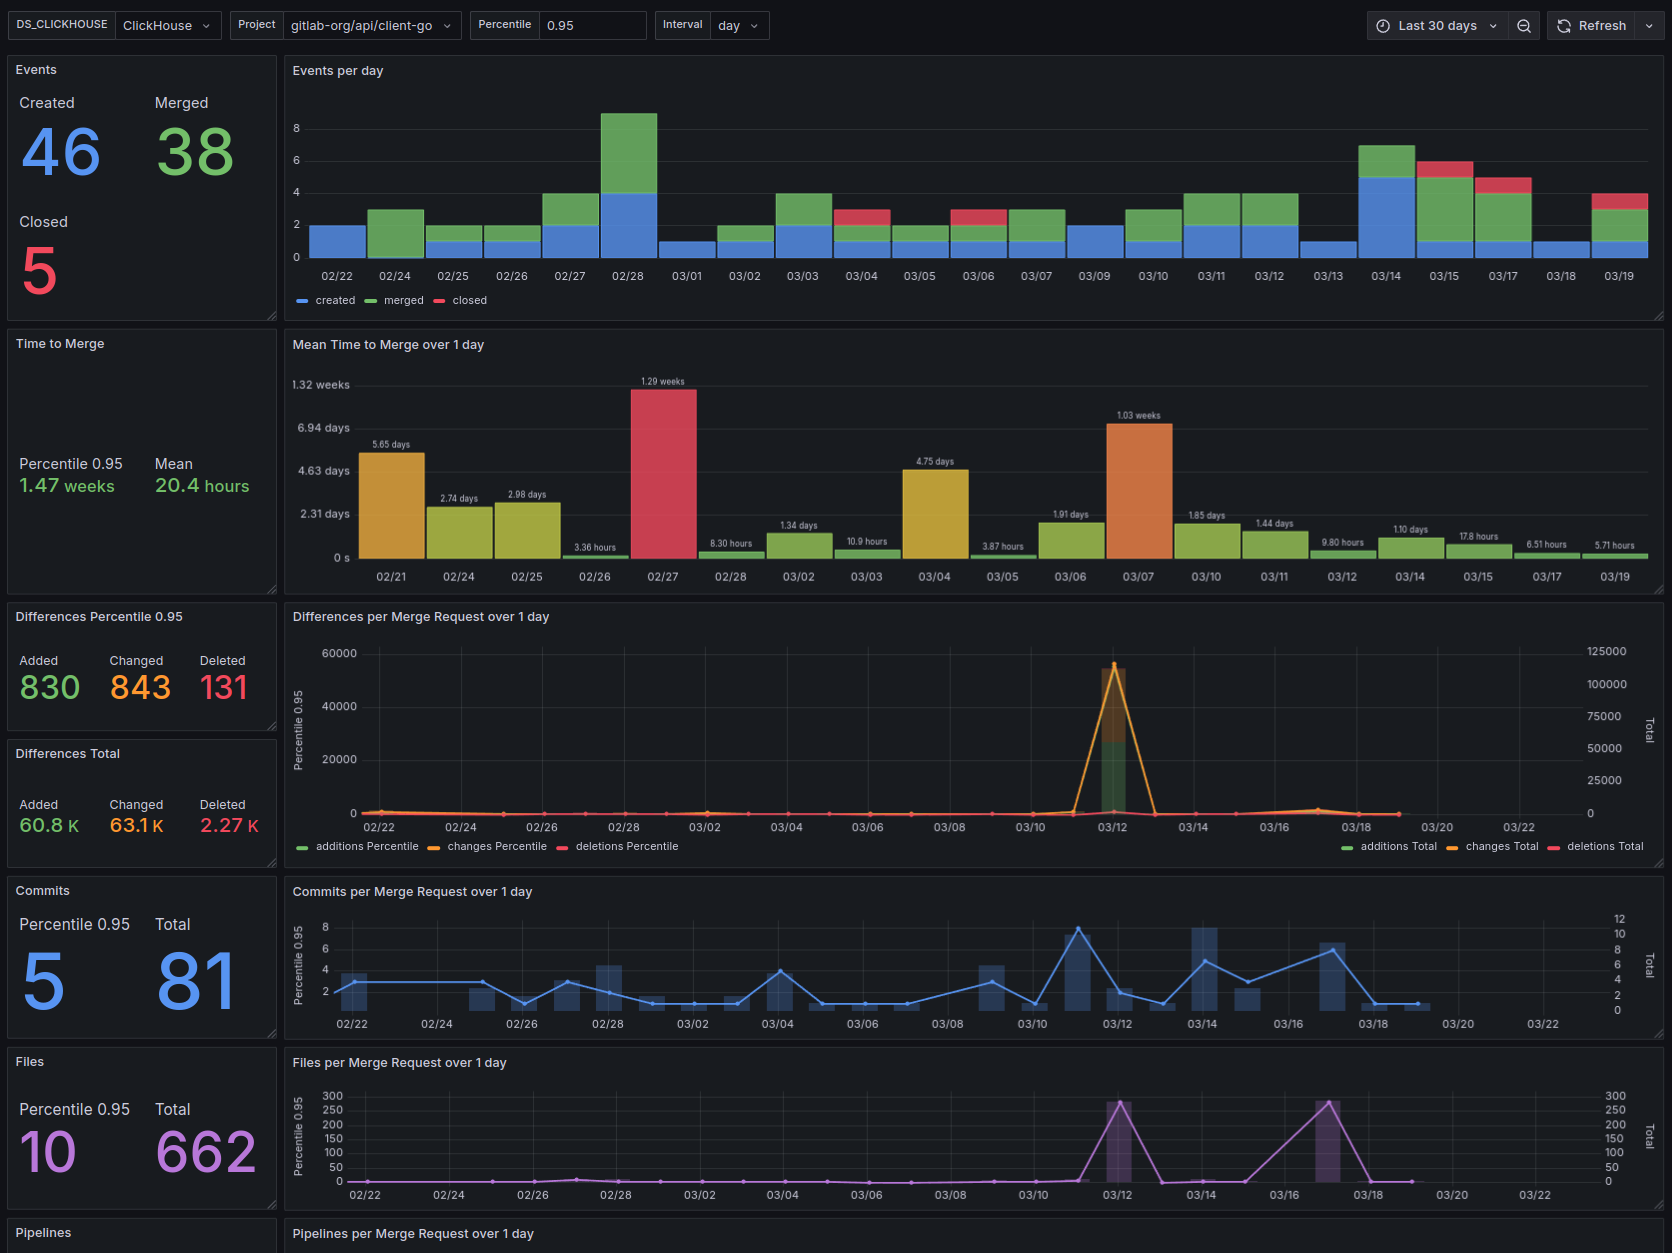 DS_CLICKHOUSE ClickHouse Project gitlab-org/api/client-go Percentile 0.95 Interval day Last 30 days Refresh
Events
Created Merged
46 38
Closed
5
Events per day
8
6
4
2
0
02/22 02/24 02/25 02/26 02/27 02/28 03/01 03/02 03/03 03/04 03/05 03/06 03/07 03/09 03/10 03/11 03/12 03/13 03/14 03/15 03/17 03/18 03/19
created merged closed
Time to Merge
Percentile 0.95 Mean
1.47 weeks 20.4 hours
Mean Time to Merge over 1 day
1.32 weeks
6.94 days
4.63 days
2.31 days
0 s
5.65 days 2.74 days 2.98 days 3.36 hours 1.29 weeks 8.30 hours 1.34 days 10.9 hours 4.75 days 3.87 hours 1.91 days 1.03 weeks 1.85 days 1.44 days 9.80 hours 1.10 days 17.8 hours 6.51 hours 5.71 hours
02/21 02/24 02/25 02/26 02/27 02/28 03/02 03/03 03/04 03/05 03/06 03/07 03/10 03/11 03/12 03/14 03/15 03/17 03/19
Differences Percentile 0.95
Added Changed Deleted
830 843 131
Differences Total
Added Changed Deleted
60.8 K 63.1 K 2.27 K
Differences per Merge Request over 1 day
Percentile 0.95
60000
40000
20000
0
125000
100000
75000
50000
25000
0
Total
02/22 02/24 02/26 02/28 03/02 03/04 03/06 03/08 03/10 03/12 03/14 03/16 03/18 03/20 03/22
additions Percentile changes Percentile deletions Percentile additions Total changes Total deletions Total
Commits
Percentile 0.95 Total
5 81
Commits per Merge Request over 1 day
Percentile 0.95
8
6
4
2
12
10
8
6
4
2
0
Total
02/22 02/24 02/26 02/28 03/02 03/04 03/06 03/08 03/10 03/12 03/14 03/16 03/18 03/20 03/22
Files
Percentile 0.95 Total
10 662
Files per Merge Request over 1 day
Percentile 0.95
300
250
200
150
100
50
0
300
250
200
150
100
50
0
Total
02/22 02/24 02/26 02/28 03/02 03/04 03/06 03/08 03/10 03/12 03/14 03/16 03/18 03/20 03/22
Pipelines
Pipelines per Merge Request over 1 day